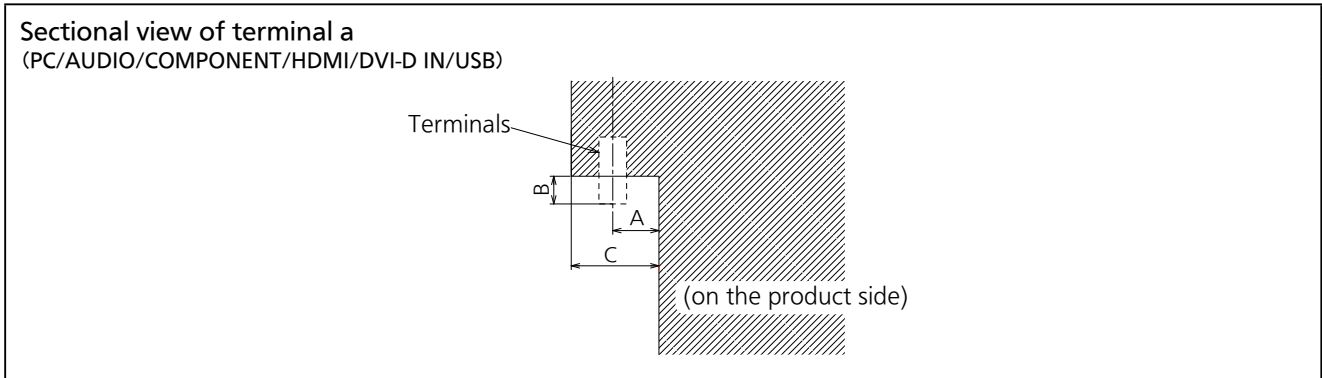 Sectional view of terminal a
（PC/AUDIO/COMPONENT/HDMI/DVI-D IN/USB）
Terminals
B
A
C
(on the product side)